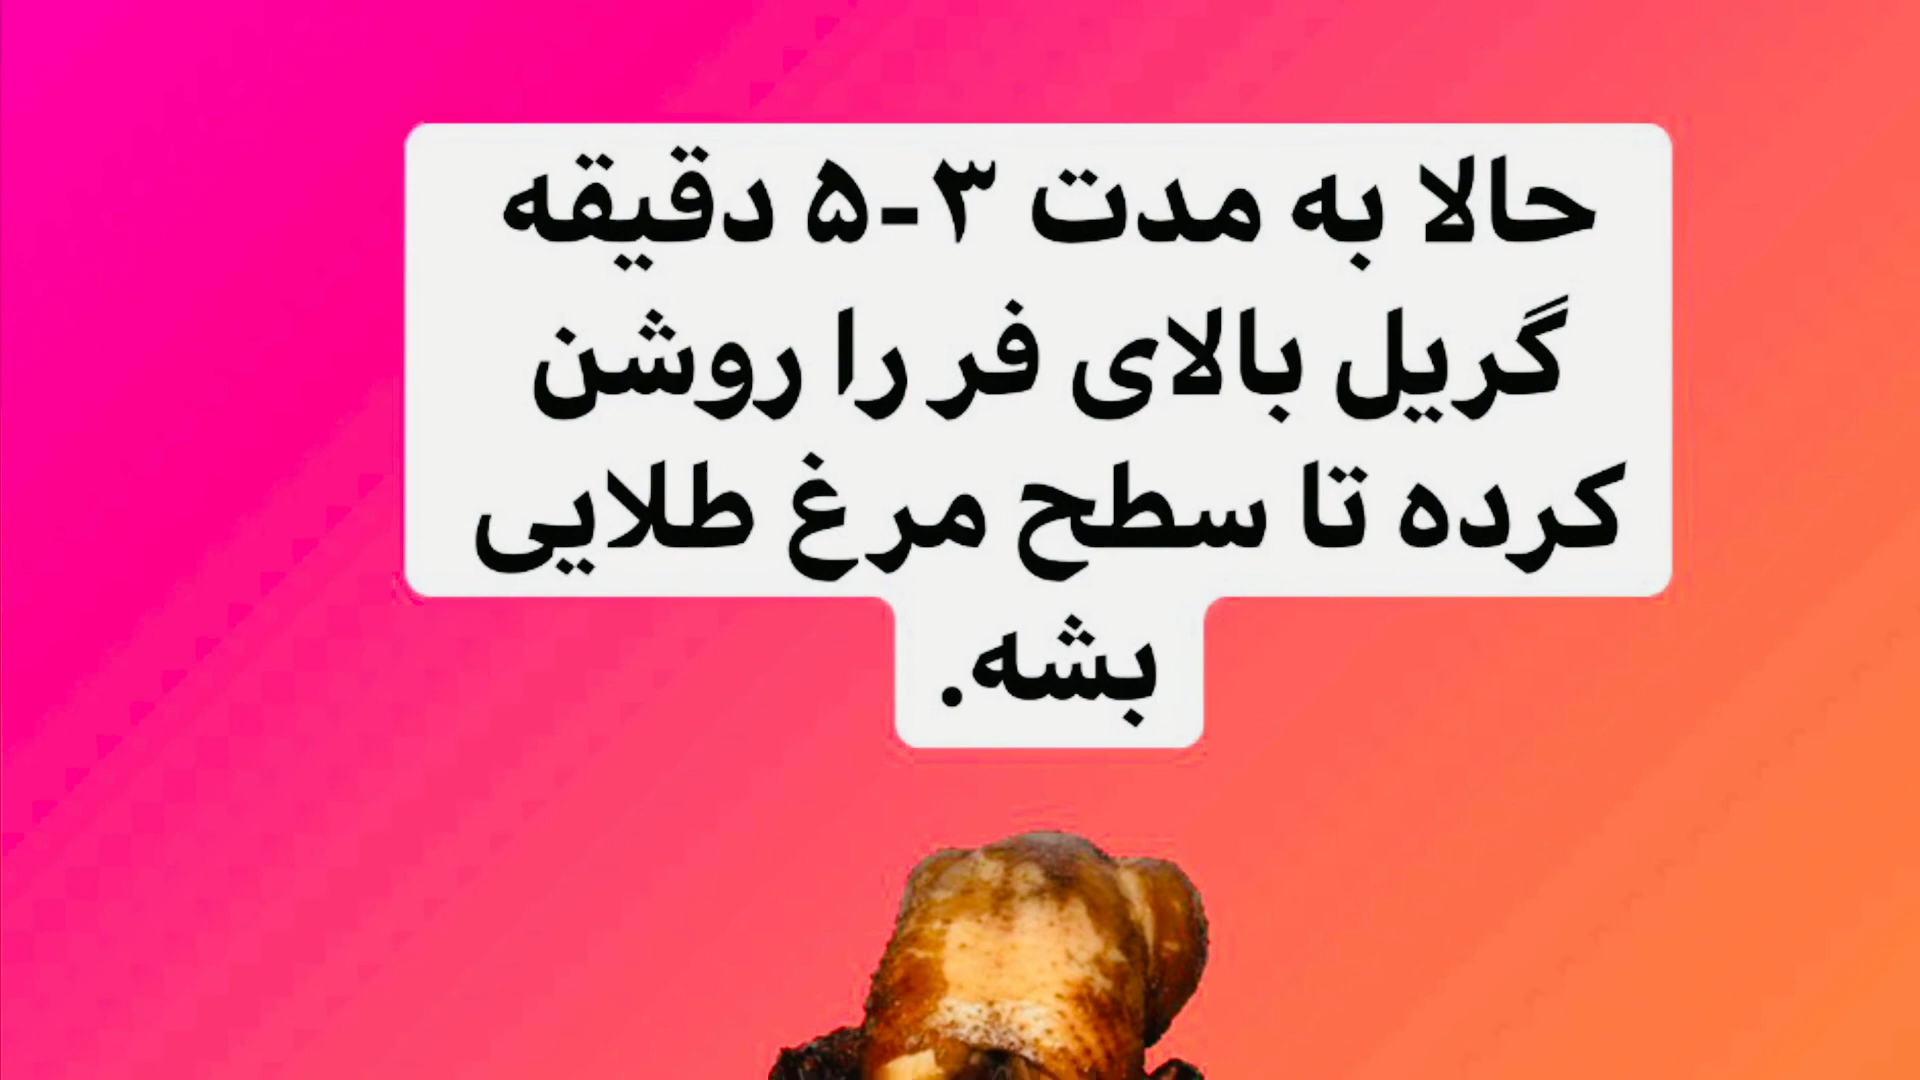 حالا به مدت ۳-۵ دقیقه
گریل بالای فر را روشن
کرده تا سطح مرغ طلایی
بشه.